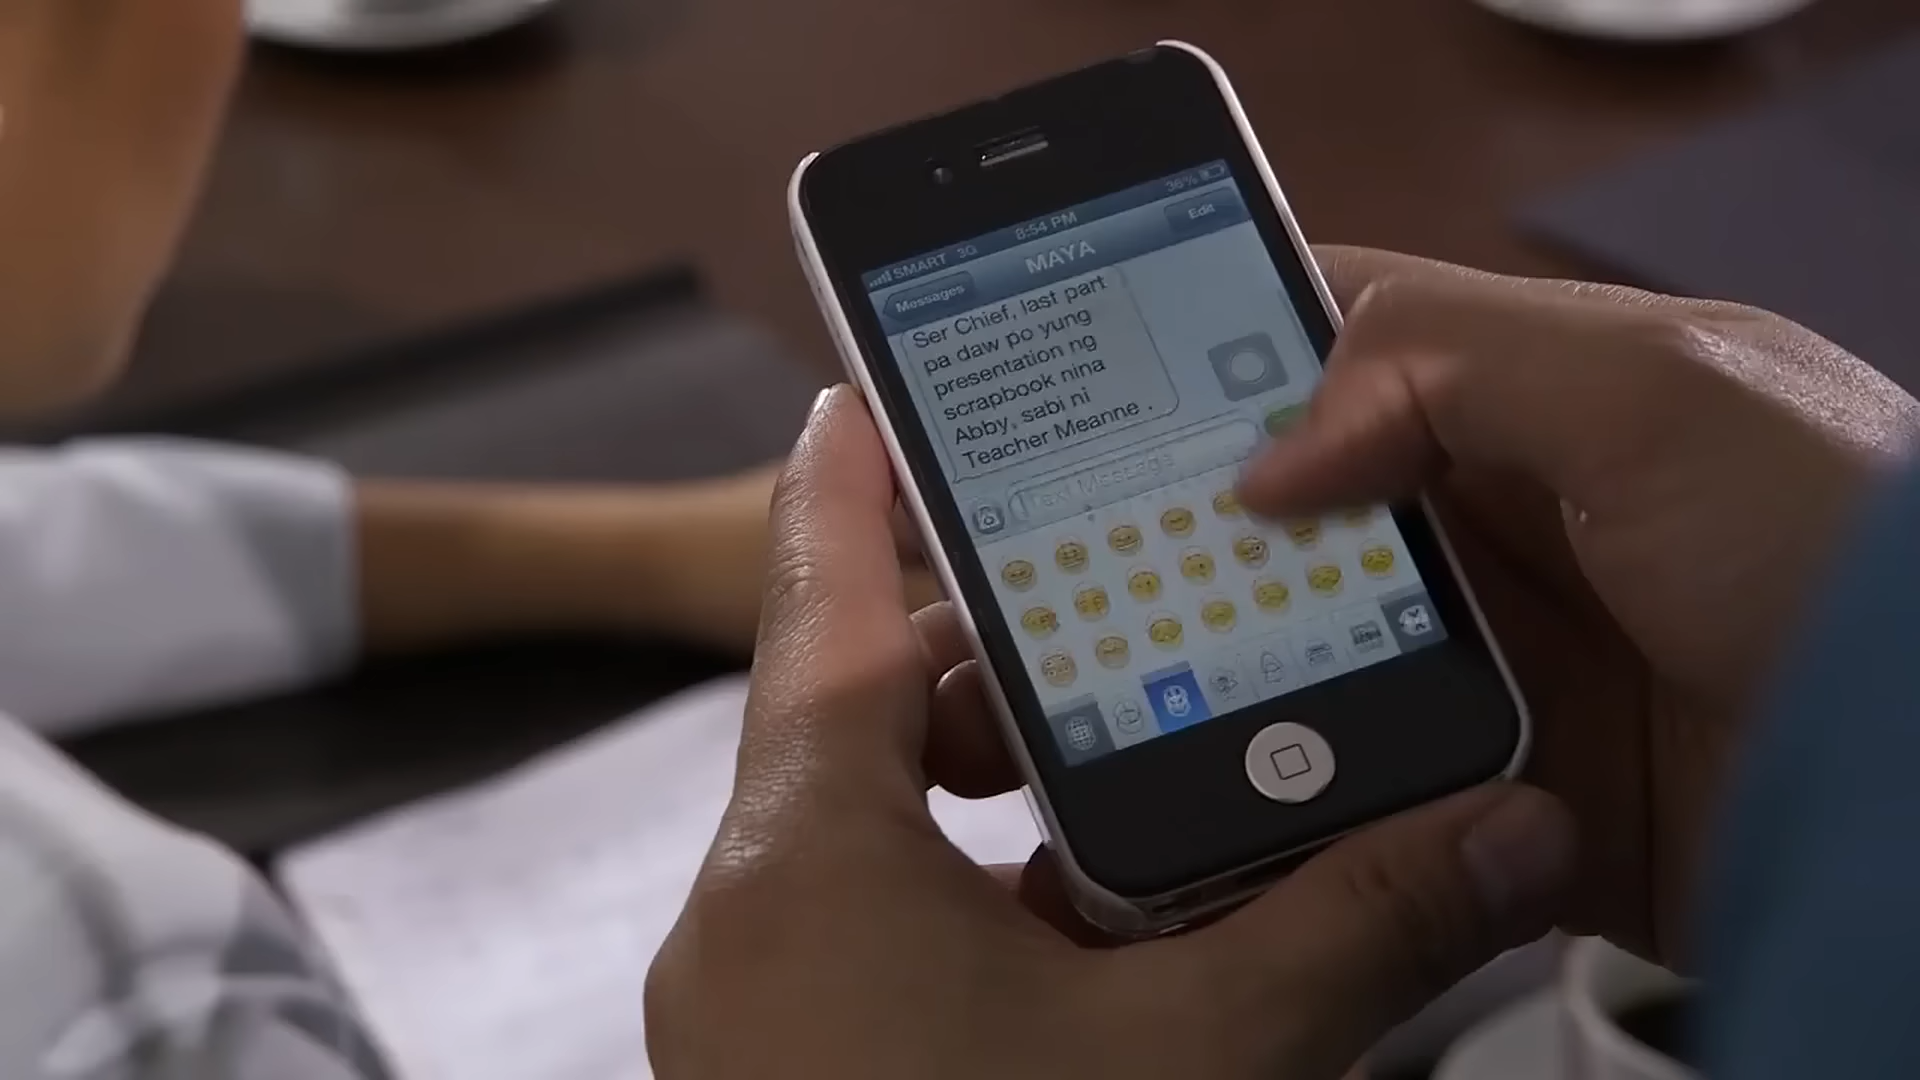 SMART 3G 8:54 PM 36%
Messages MAYA Edit
Ser Chief, last part
pa daw po yung
presentation ng
scrapbook nina
Abby, sabi ni
Teacher Meanne .
Text Message